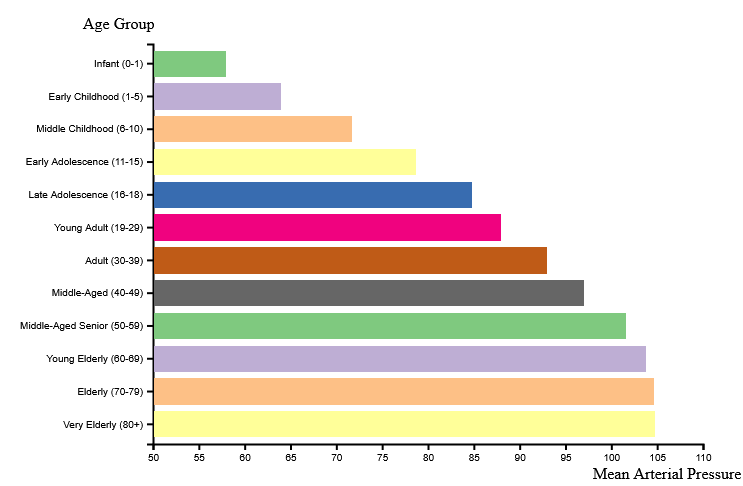 Age Group
Infant (0-1)
Early Childhood (1-5)
Middle Childhood (6-10)
Early Adolescence (11-15)
Late Adolescence (16-18)
Young Adult (19-29)
Adult (30-39)
Middle-Aged (40-49)
Middle-Aged Senior (50-59)
Young Elderly (60-69)
Elderly (70-79)
Very Elderly (80+)
50 55 60 65 70 75 80 85 90 95 100 105 110
Mean Arterial Pressure